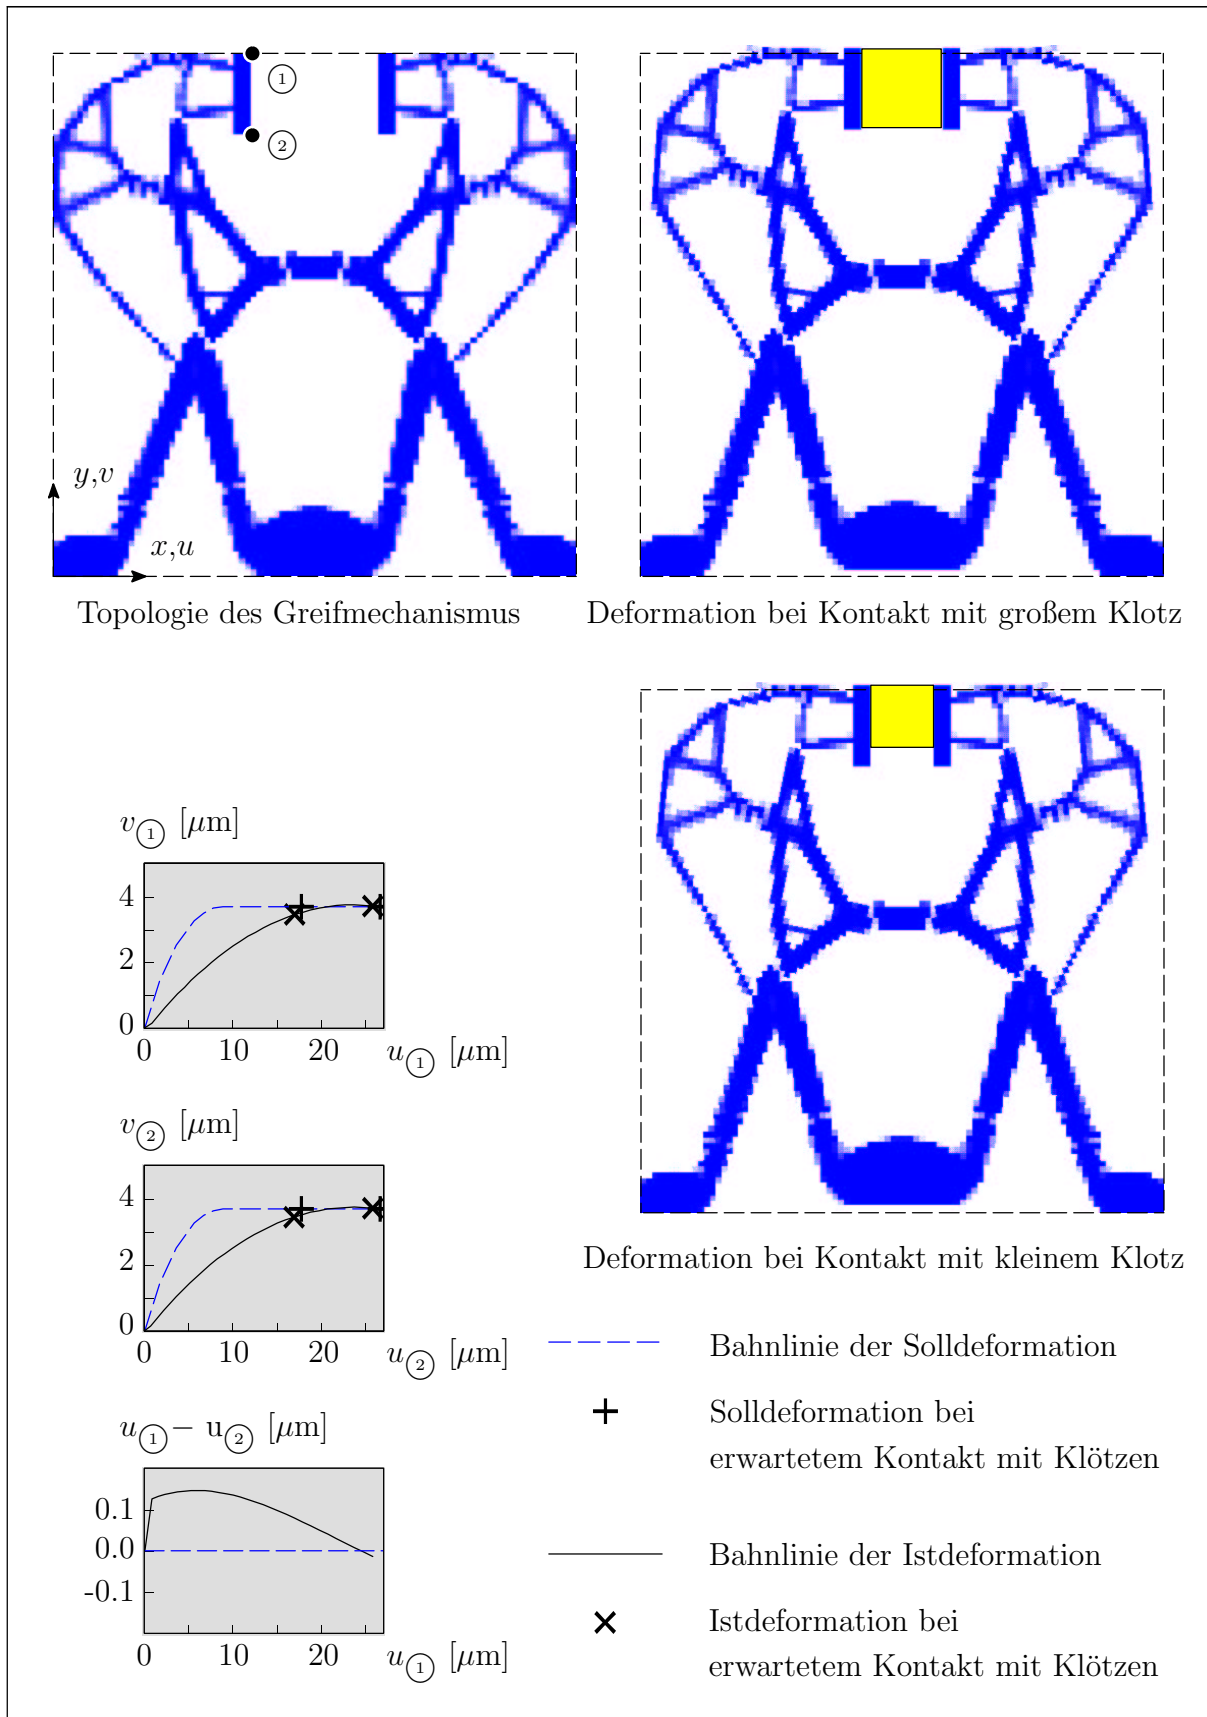 ①
②
y,v
x,u
Topologie des Greifmechanismus
Deformation bei Kontakt mit großem Klotz
Deformation bei Kontakt mit kleinem Klotz
v① [μm]
4
2
0
0 10 20 u① [μm]
v② [μm]
4
2
0
0 10 20 u② [μm]
u①− u② [μm]
0.1
0.0
-0.1
0 10 20 u① [μm]
Bahnlinie der Solldeformation
Solldeformation bei
erwartetem Kontakt mit Klötzen
Bahnlinie der Istdeformation
Istdeformation bei
erwartetem Kontakt mit Klötzen